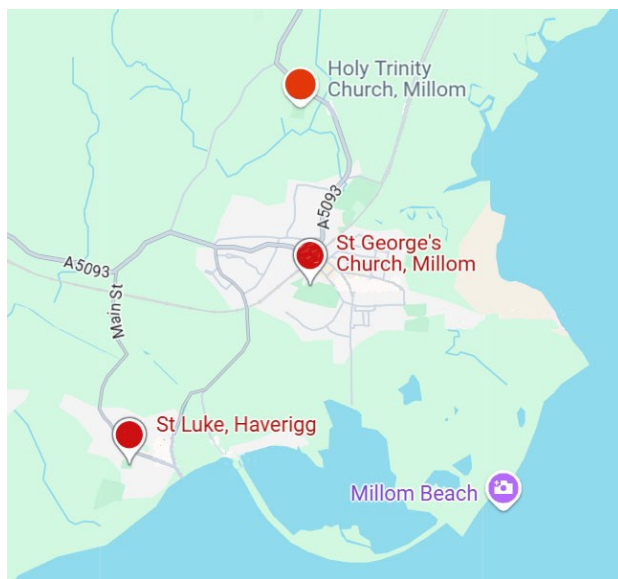 Holy Trinity
Church, Millom
A5093
St George's
Church, Millom
A5093
Main St
St Luke, Haverigg
Millom Beach